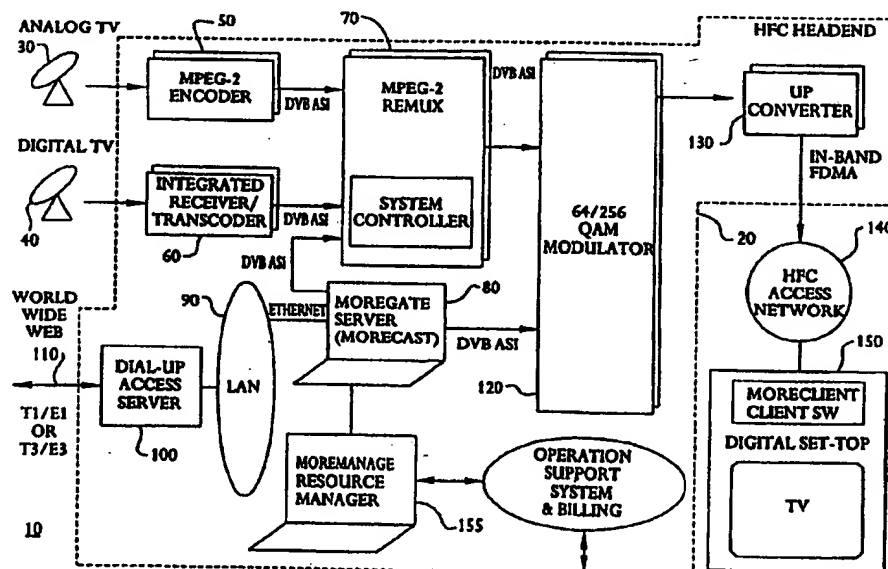 ANALOG TV
30
50
MPEG-2
ENCODER
DVB ASI
70
MPEG-2
REMUX
DVB ASI
HFC HEADEND
UP
CONVERTER
130
IN-BAND
FDMA
DIGITAL TV
40
INTEGRATED
RECEIVER/
TRANSCODER
60
DVB ASI
SYSTEM
CONTROLLER
DVB ASI
64/256
QAM
MODULATOR
120
20
140
HFC
ACCESS
NETWORK
WORLD
WIDE
WEB
110
T1/E1
OR
T3/E3
DIAL-UP
ACCESS
SERVER
100
90
LAN
ETHERNET
80
MOREGATE
SERVER
(MORECAST)
DVB ASI
150
MORECLIENT
CLIENT SW
DIGITAL SET-TOP
TV
MOREMANAGE
RESOURCE
MANAGER
155
OPERATION
SUPPORT
SYSTEM
& BILLING
10